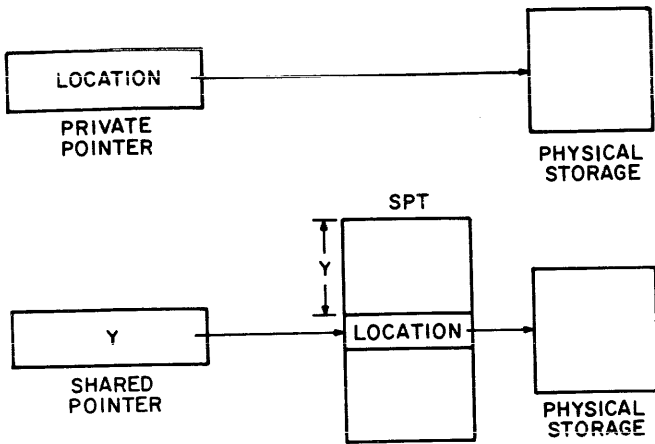 LOCATION
PRIVATE
POINTER
PHYSICAL
STORAGE
SPT
Y
Y
LOCATION
SHARED
POINTER
PHYSICAL
STORAGE